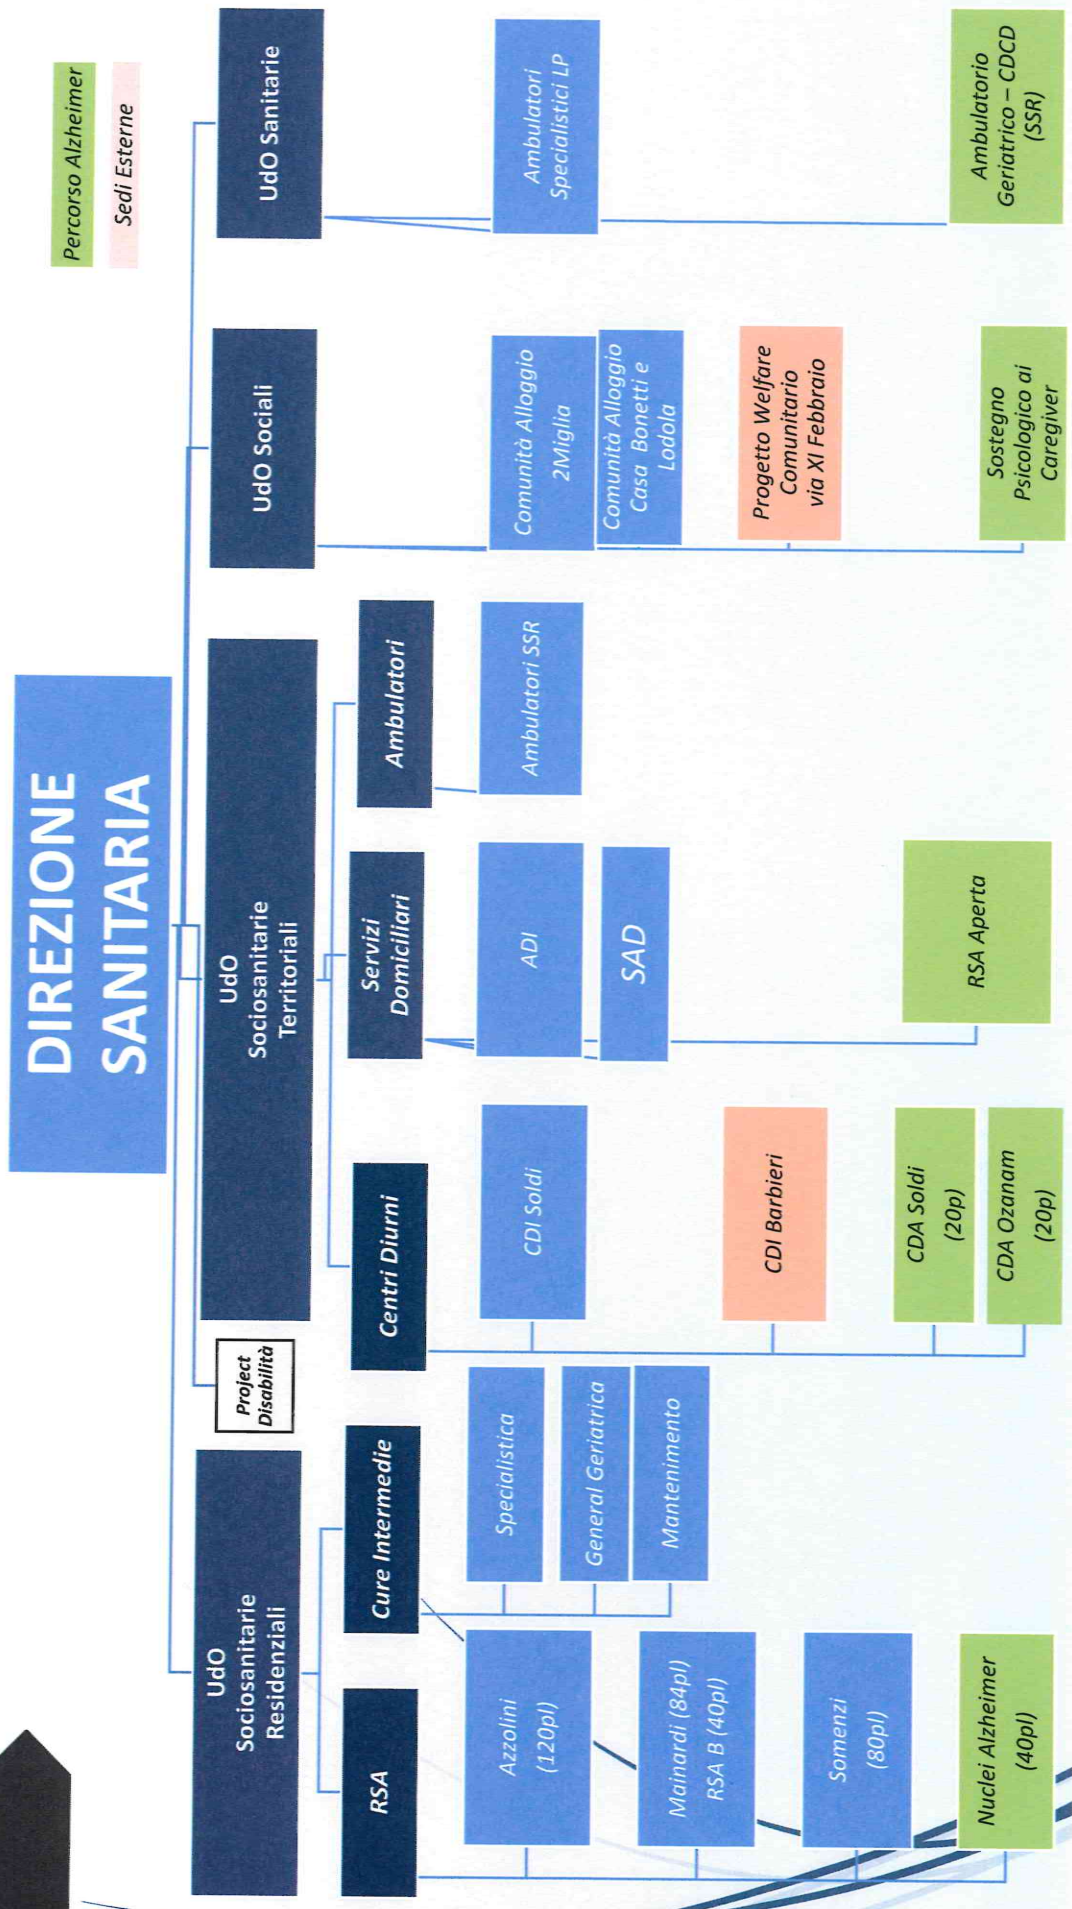 DIREZIONE
SANITARIA
Percorso Alzheimer
Sedi Esterne
UdO
Sociosanitarie
Residenziali
Project
Disabilità
UdO
Sociosanitarie
Territoriali
UdO Sociali
UdO Sanitarie
RSA
Cure Intermedie
Centri Diurni
Servizi
Domiciliari
Ambulatori
Azzolini
(120pl)
Mainardi (84pl)
RSA B (40pl)
Somenzi
(80pl)
Nuclei Alzheimer
(40pl)
Specialistica
General Geriatrica
Mantenimento
CDI Soldi
CDI Barbieri
CDA Soldi
(20p)
CDA Ozanam
(20p)
ADI
SAD
RSA Aperta
Ambulatori SSR
Comunità Alloggio
2Miglia
Comunità Alloggio
Casa Bonetti e
Lodola
Progetto Welfare
Comunitario
via XI Febbraio
Sostegno
Psicologico ai
Caregiver
Ambulatori
Specialistici LP
Ambulatorio
Geriatrico – CDCD
(SSR)